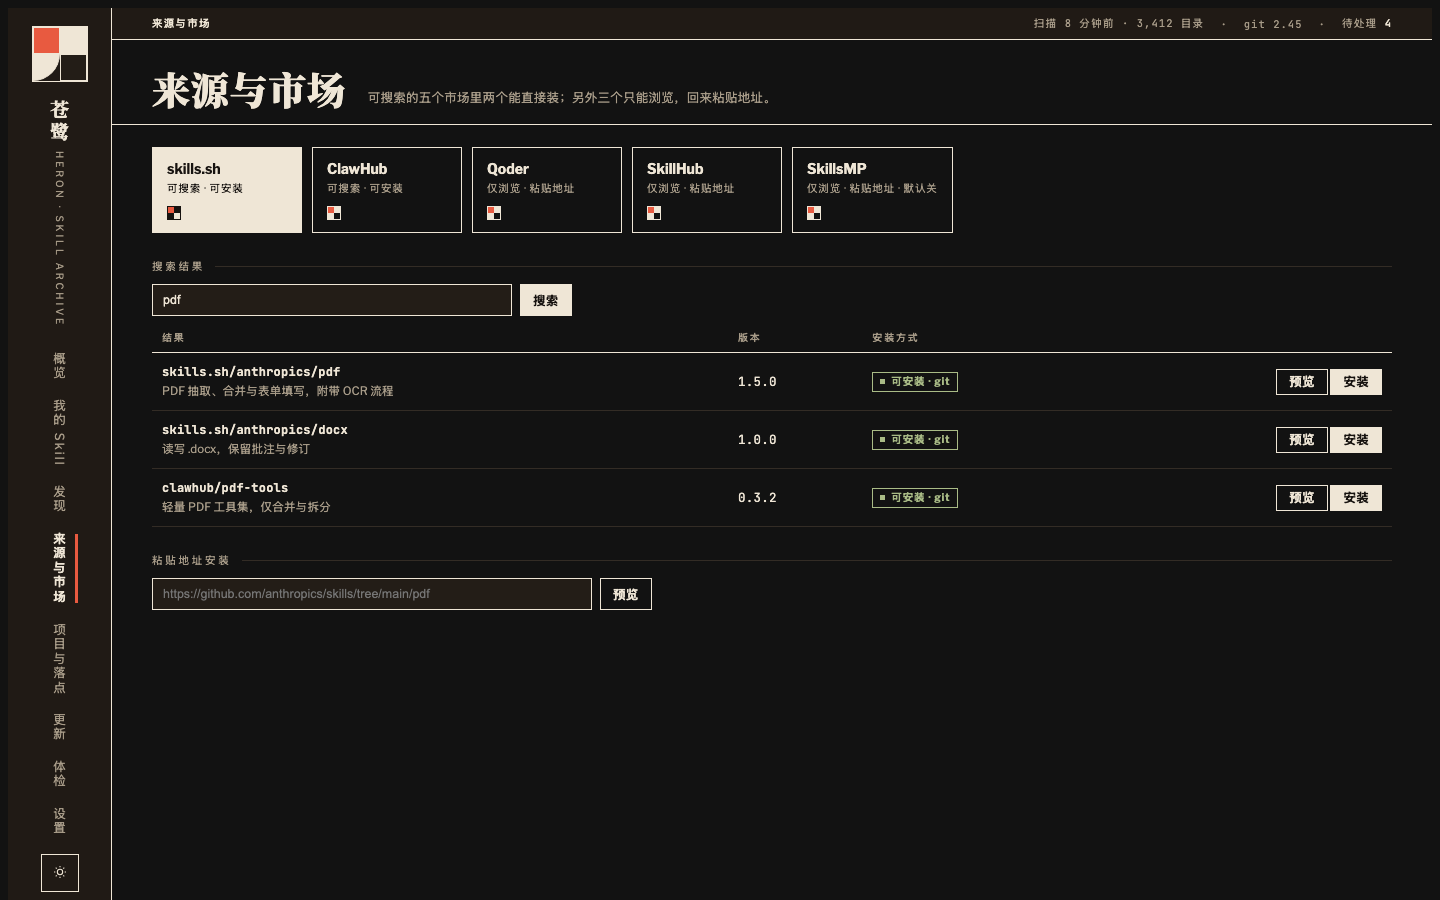 来源与市场
扫描 8 分钟前 · 3,412 目录 · git 2.45 · 待处理 4
苍鹭
HERON · SKILL ARCHIVE
概览
我的 Skill
发现
来源与市场
项目与落点
更新
体检
设置
来源与市场
可搜索的五个市场里两个能直接装；另外三个只能浏览，回来粘贴地址。
skills.sh
可搜索 · 可安装
ClawHub
可搜索 · 可安装
Qoder
仅浏览 · 粘贴地址
SkillHub
仅浏览 · 粘贴地址
SkillsMP
仅浏览 · 粘贴地址 · 默认关
搜索结果
pdf
搜索
结果 版本 安装方式
skills.sh/anthropics/pdf
PDF 抽取、合并与表单填写，附带 OCR 流程
1.5.0 可安装 · git 预览 安装
skills.sh/anthropics/docx
读写 .docx，保留批注与修订
1.0.0 可安装 · git 预览 安装
clawhub/pdf-tools
轻量 PDF 工具集，仅合并与拆分
0.3.2 可安装 · git 预览 安装
粘贴地址安装
https://github.com/anthropics/skills/tree/main/pdf
预览